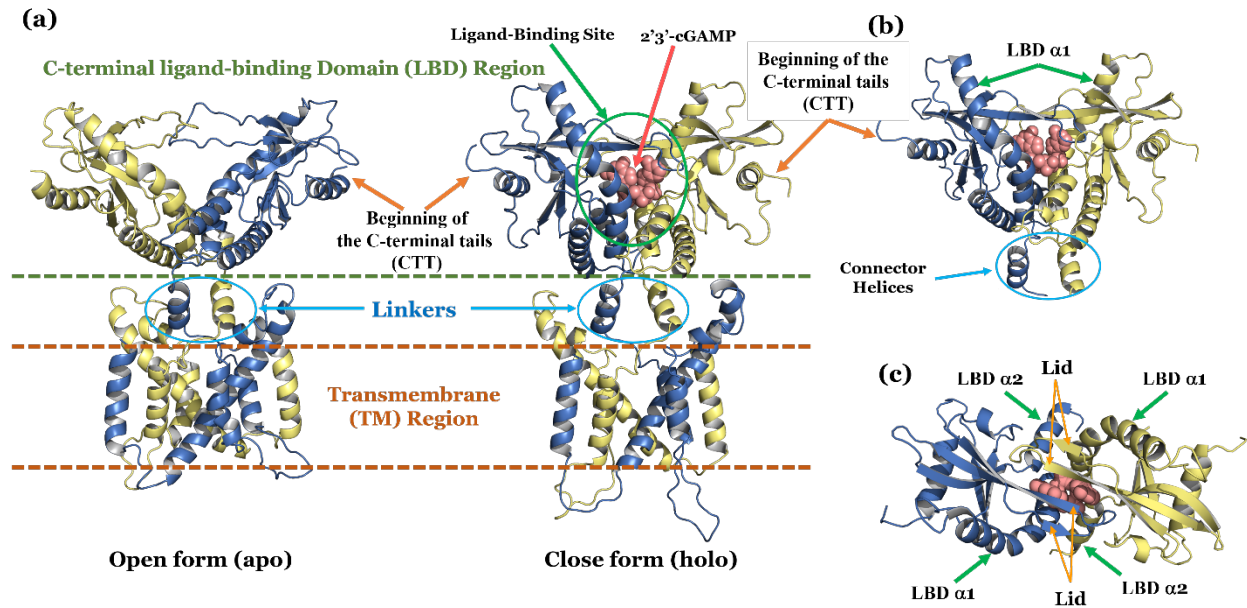 (a)
Ligand-Binding Site
2'3'-cGAMP
C-terminal ligand-binding Domain (LBD) Region
Beginning of
the C-terminal tails
(CTT)
Linkers
Transmembrane
(TM) Region
Open form (apo)
Close form (holo)
(b)
LBD α1
Beginning of the
C-terminal tails
(CTT)
Connector
Helices
(c)
Lid
LBD α2
LBD α1
LBD α1
Lid
LBD α2